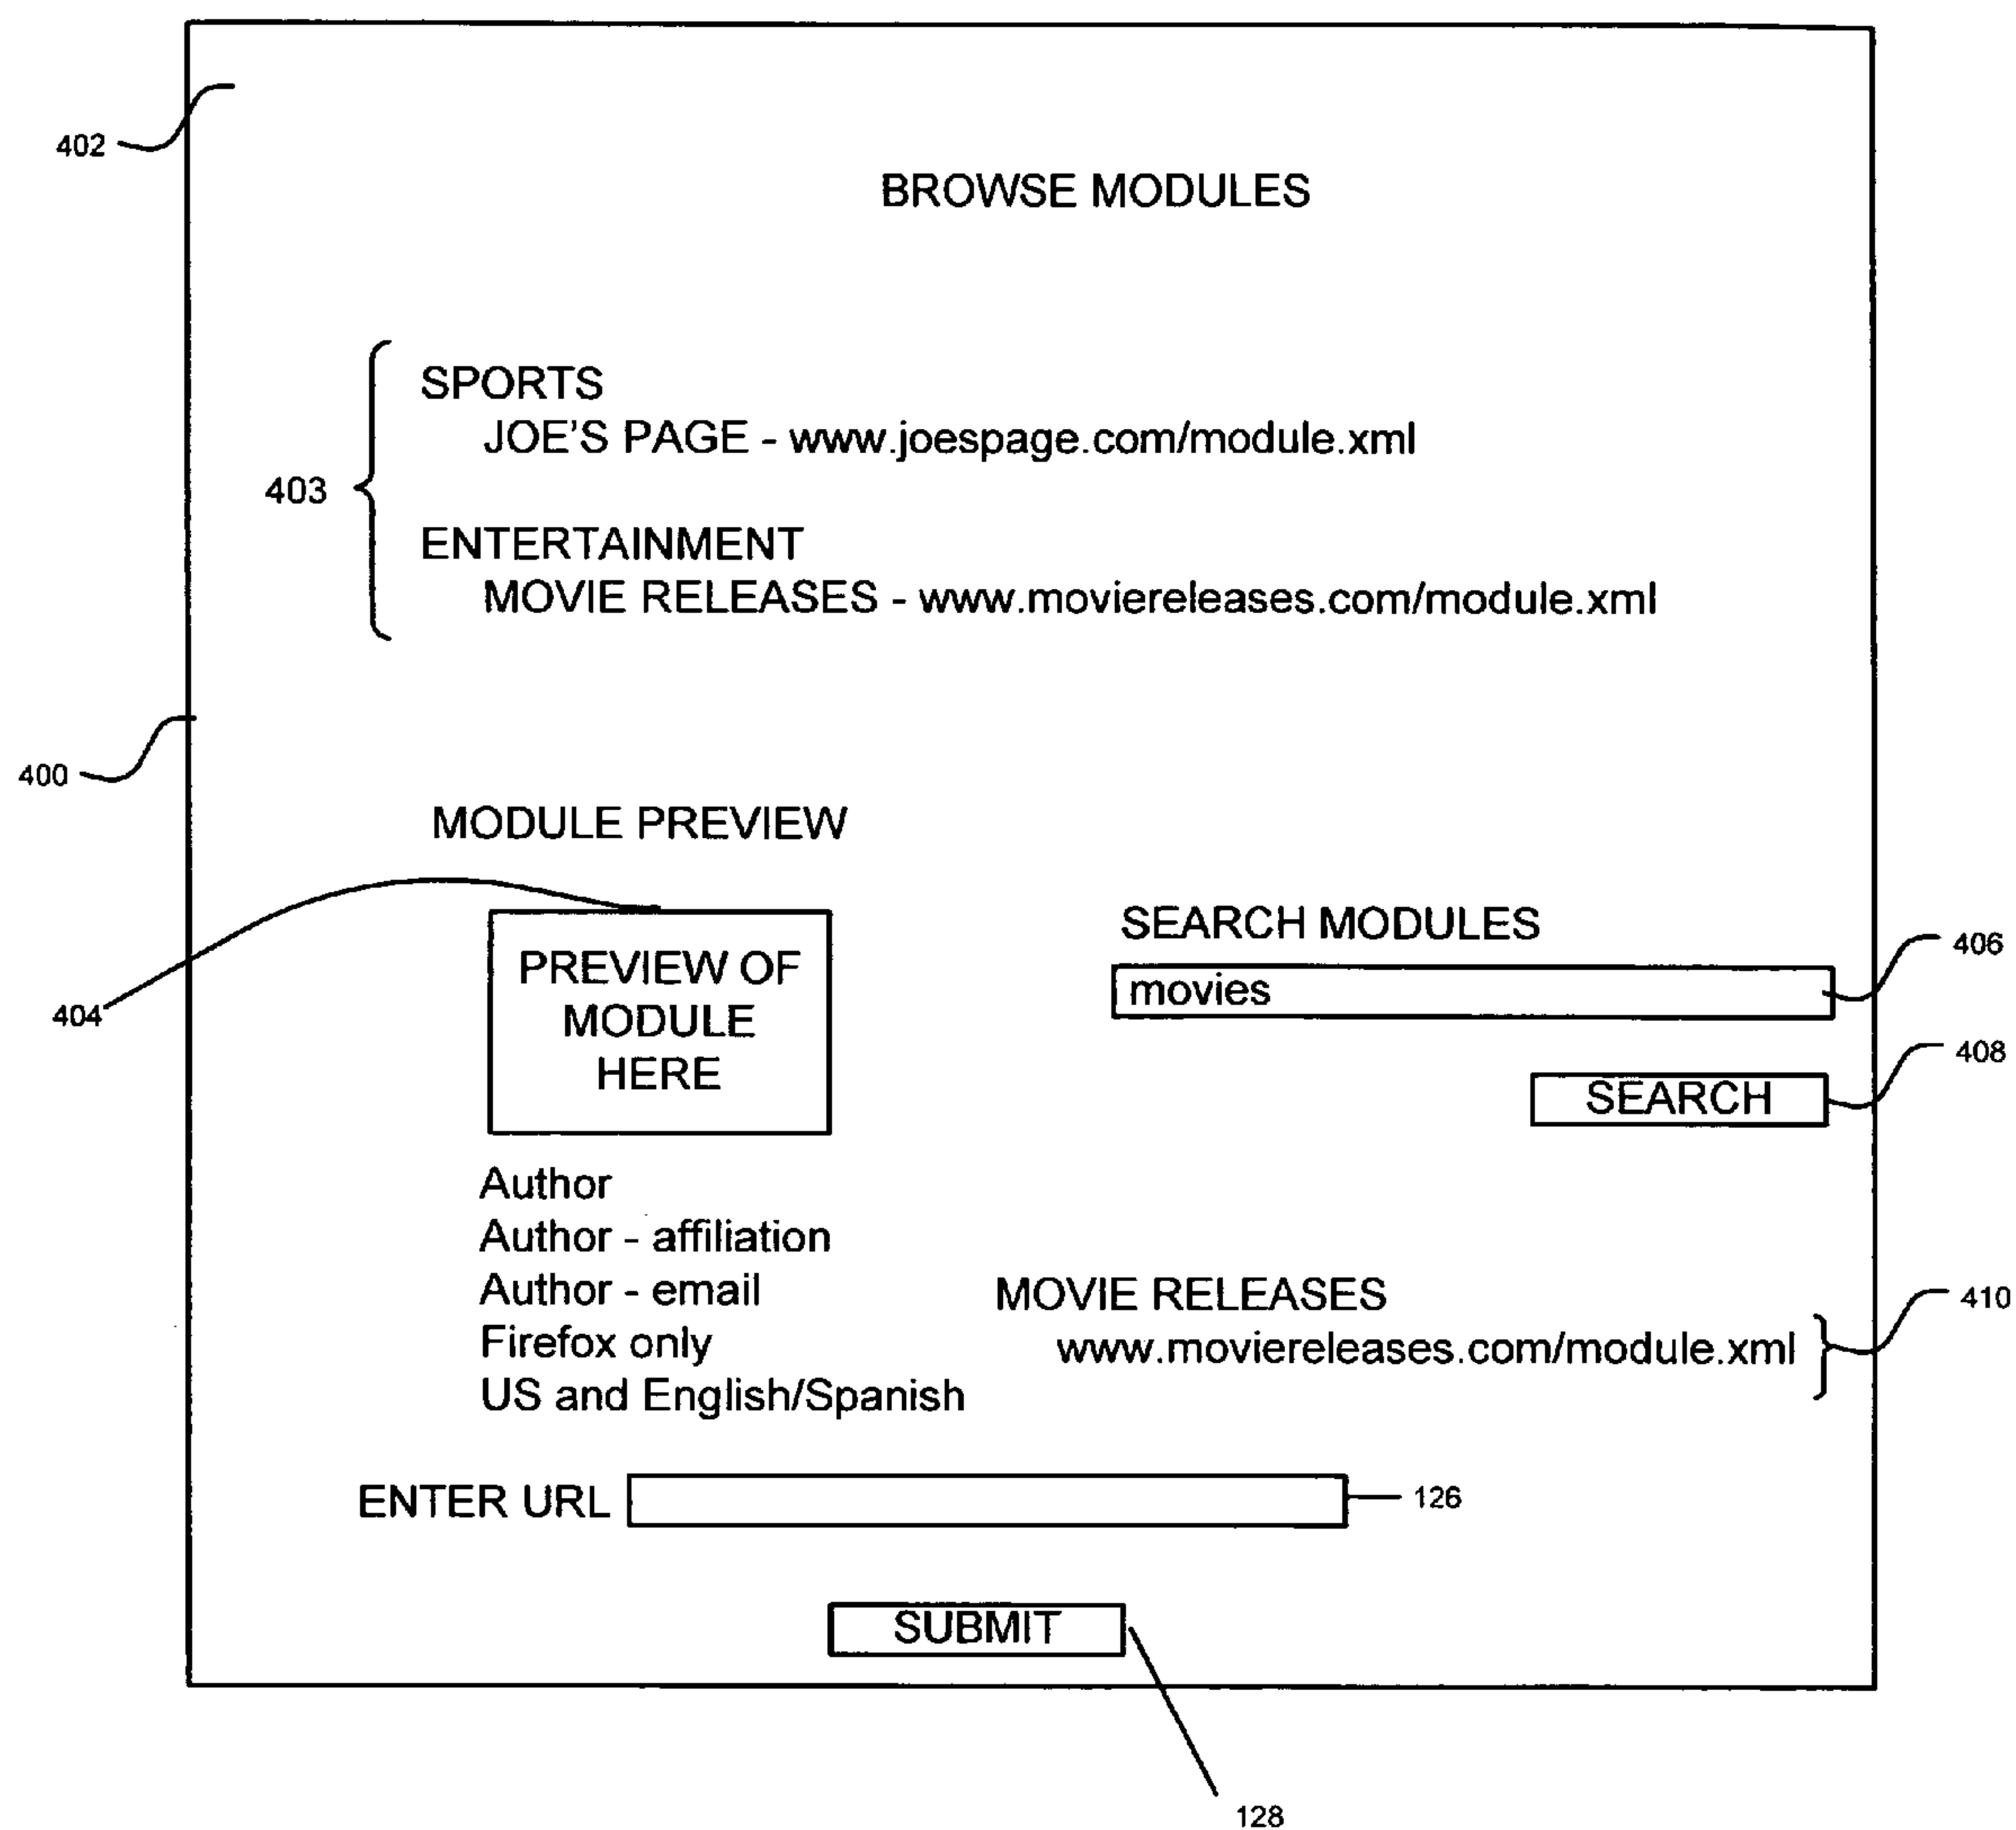 402
BROWSE MODULES
403
SPORTS
JOE'S PAGE - www.joespage.com/module.xml
ENTERTAINMENT
MOVIE RELEASES - www.moviereleases.com/module.xml
400
MODULE PREVIEW
404
PREVIEW OF
MODULE
HERE
SEARCH MODULES
movies
406
SEARCH
408
Author
Author - affiliation
Author - email
Firefox only
US and English/Spanish
MOVIE RELEASES
www.moviereleases.com/module.xml
410
ENTER URL
126
SUBMIT
128